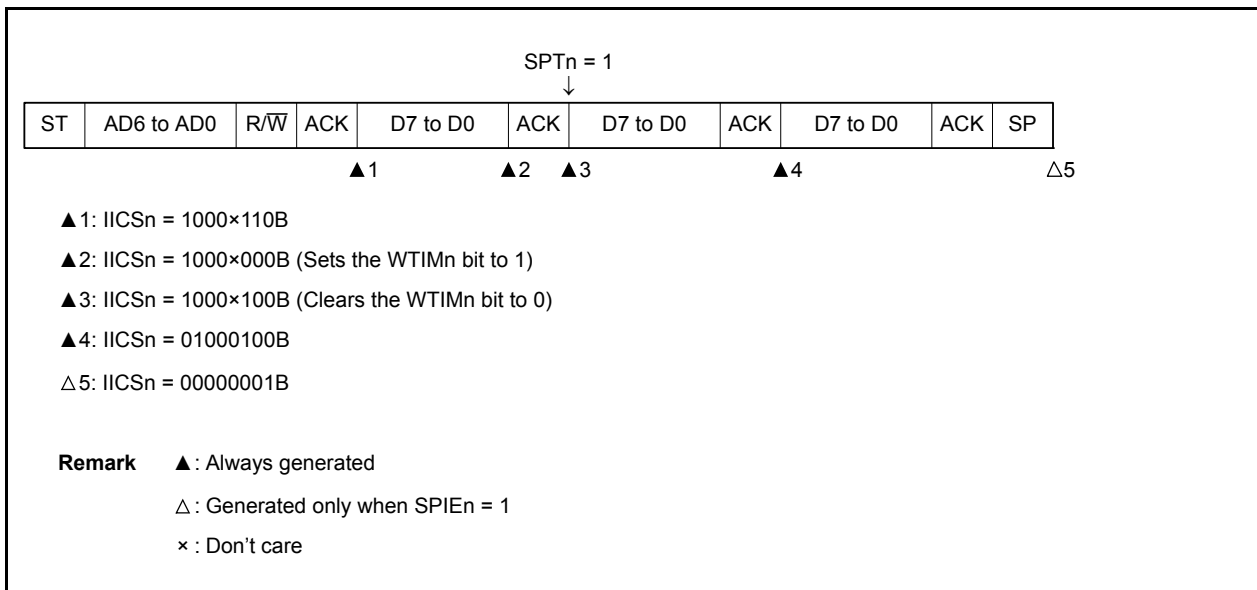 SPTn = 1
↓
ST AD6 to AD0 R/W̅ ACK D7 to D0 ACK D7 to D0 ACK D7 to D0 ACK SP
▲1 ▲2 ▲3 ▲4 △5
▲1: IICSn = 1000×110B
▲2: IICSn = 1000×000B (Sets the WTIMn bit to 1)
▲3: IICSn = 1000×100B (Clears the WTIMn bit to 0)
▲4: IICSn = 01000100B
△5: IICSn = 00000001B
Remark ▲: Always generated
△: Generated only when SPIEn = 1
× : Don't care